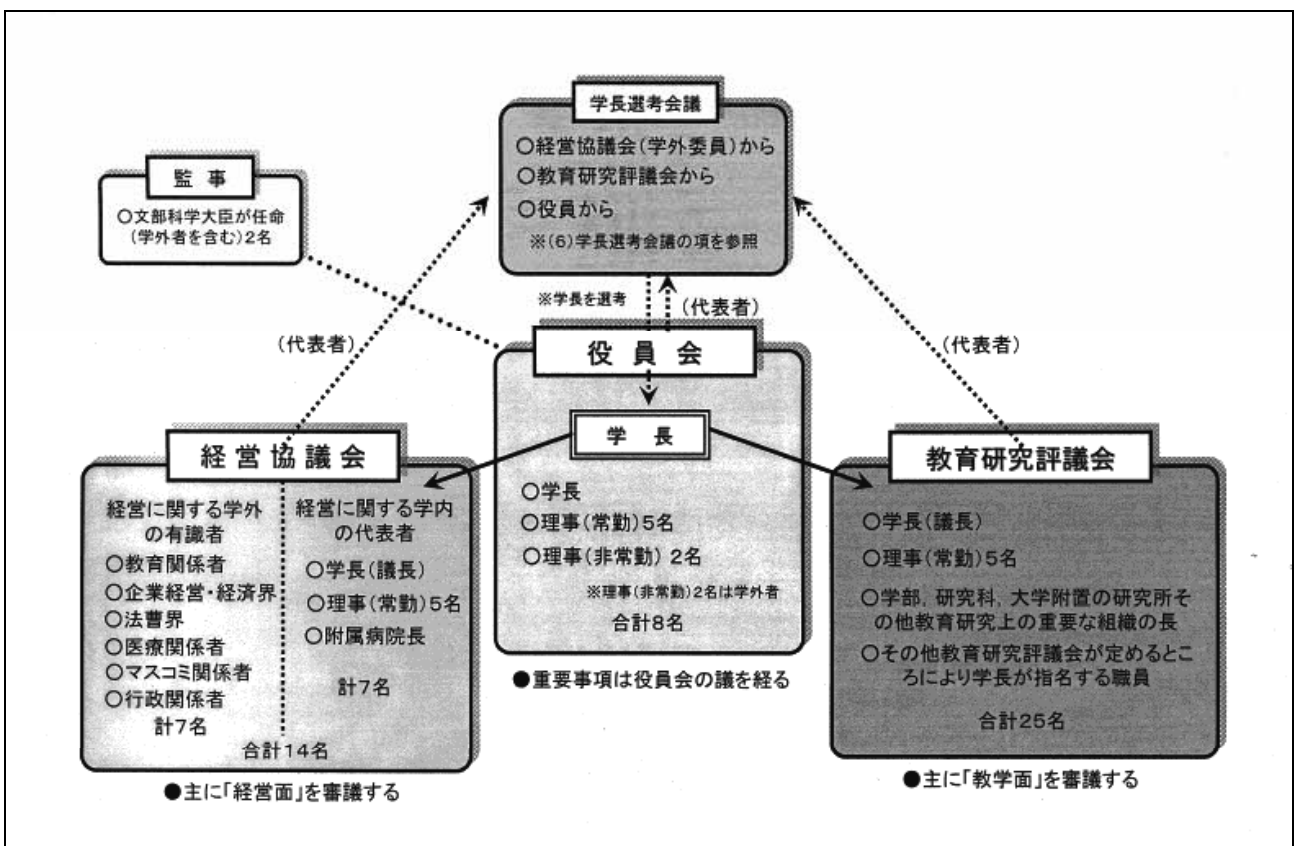 学長選考会議
○経営協議会(学外委員)から
○教育研究評議会から
○役員から
※(6)学長選考会議の項を参照
監 事
○文部科学大臣が任命
(学外者を含む)2名
※学長を選考
(代表者)
(代表者)
(代表者)
役 員 会
学 長
○学長
○理事(常勤)5名
○理事(非常勤) 2名
※理事(非常勤)2名は学外者
合計8名
●重要事項は役員会の議を経る
経 営 協 議 会
経営に関する学外
の有識者
○教育関係者
○企業経営・経済界
○法曹界
○医療関係者
○マスコミ関係者
○行政関係者
計7名
経営に関する学内
の代表者
○学長(議長)
○理事(常勤)5名
○附属病院長
計7名
合計14名
●主に「経営面」を審議する
教育研究評議会
○学長(議長)
○理事(常勤)5名
○学部, 研究科, 大学附置の研究所そ
の他教育研究上の重要な組織の長
○その他教育研究評議会が定めるとこ
ろにより学長が指名する職員
合計25名
●主に「教学面」を審議する